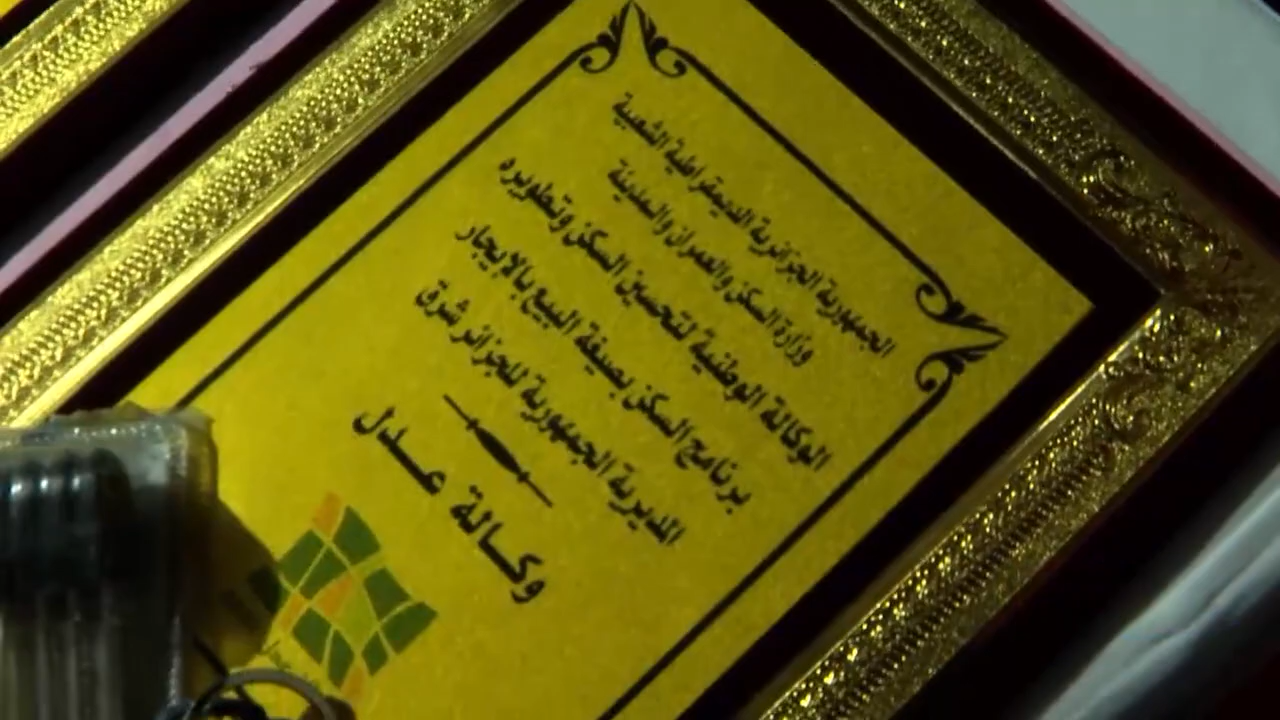 الجمهورية الجزائرية الديمقراطية الشعبية
وزارة السكن والعمران والمدينة
الوكالة الوطنية لتحسين السكن وتطويره
برنامج السكن بصيغة البيع بالإيجار
المديرية الجمهورية للجزائر شرق
وكالة عدل